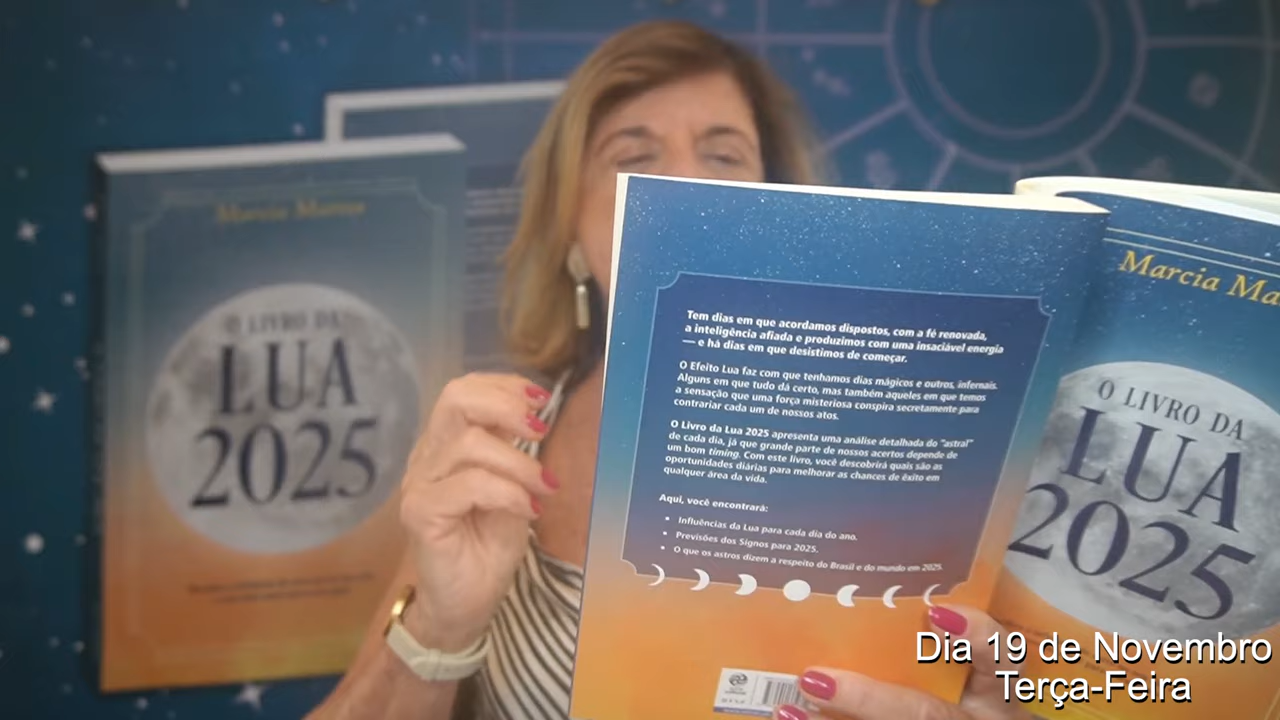 Marcia Mattos
O LIVRO DA
LUA
2025
Tem dias em que acordamos dispostos, com a fé renovada,
a inteligência afiada e produzimos com uma insaciável energia
— e há dias em que desistimos de começar.
O Efeito Lua faz com que tenhamos dias mágicos e outros, infernais.
Alguns em que tudo dá certo, mas também aqueles em que temos
a sensação que uma força misteriosa conspira secretamente para
contrariar cada um de nossos atos.
O Livro da Lua 2025 apresenta uma análise detalhada do "astral"
de cada dia, já que grande parte de nossos acertos depende de
um bom timing. Com este livro, você descobrirá quais são as
oportunidades diárias para melhorar as chances de êxito em
qualquer área da vida.
Aqui, você encontrará:
• Influências da Lua para cada dia do ano.
• Previsões dos Signos para 2025.
• O que os astros dizem a respeito do Brasil e do mundo em 2025.
Marcia Ma
O LIVRO DA
LUA
2025
Dia 19 de Novembro
Terça-Feira